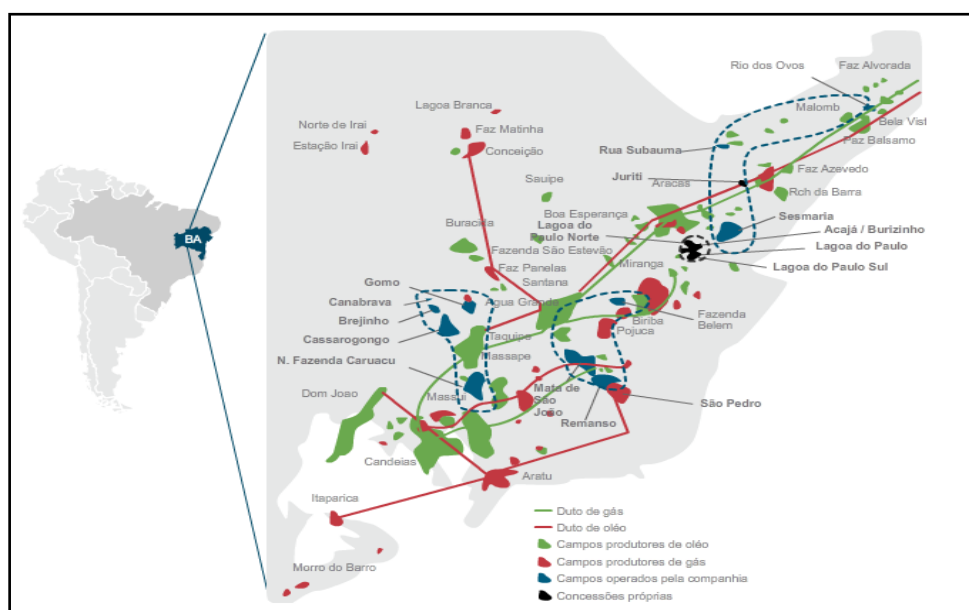 BA
Rio dos Ovos
Faz Alvorada
Lagoa Branca
Malomb
Norte de Irai
Faz Matinha
Bela Vist
Estação Irai
Conceição
Rua Subauma
Paz Balsamo
Juriti
Aracas
Faz Azevedo
Sauipe
Rch da Barra
Buracica
Boa Esperança
Sesmaria
Lagoa do
Paulo Norte
Acajá / Burizinho
Fazenda São Estevão
Lagoa do Paulo
Faz Panelas
Miranga
Lagoa do Paulo Sul
Gomo
Santana
Canabrava
Agua Grande
Brejinho
Biriba
Fazenda
Belem
Cassarogongo
Taquipe
Pojuca
N. Fazenda Caruacu
Massape
Dom Joao
Massui
Mata de
São
João
São Pedro
Remanso
Candeias
Aratu
Itaparica
Morro do Barro
Duto de gás
Duto de oléo
Campos produtores de oléo
Campos produtores de gás
Campos operados pela companhia
Concessões próprias